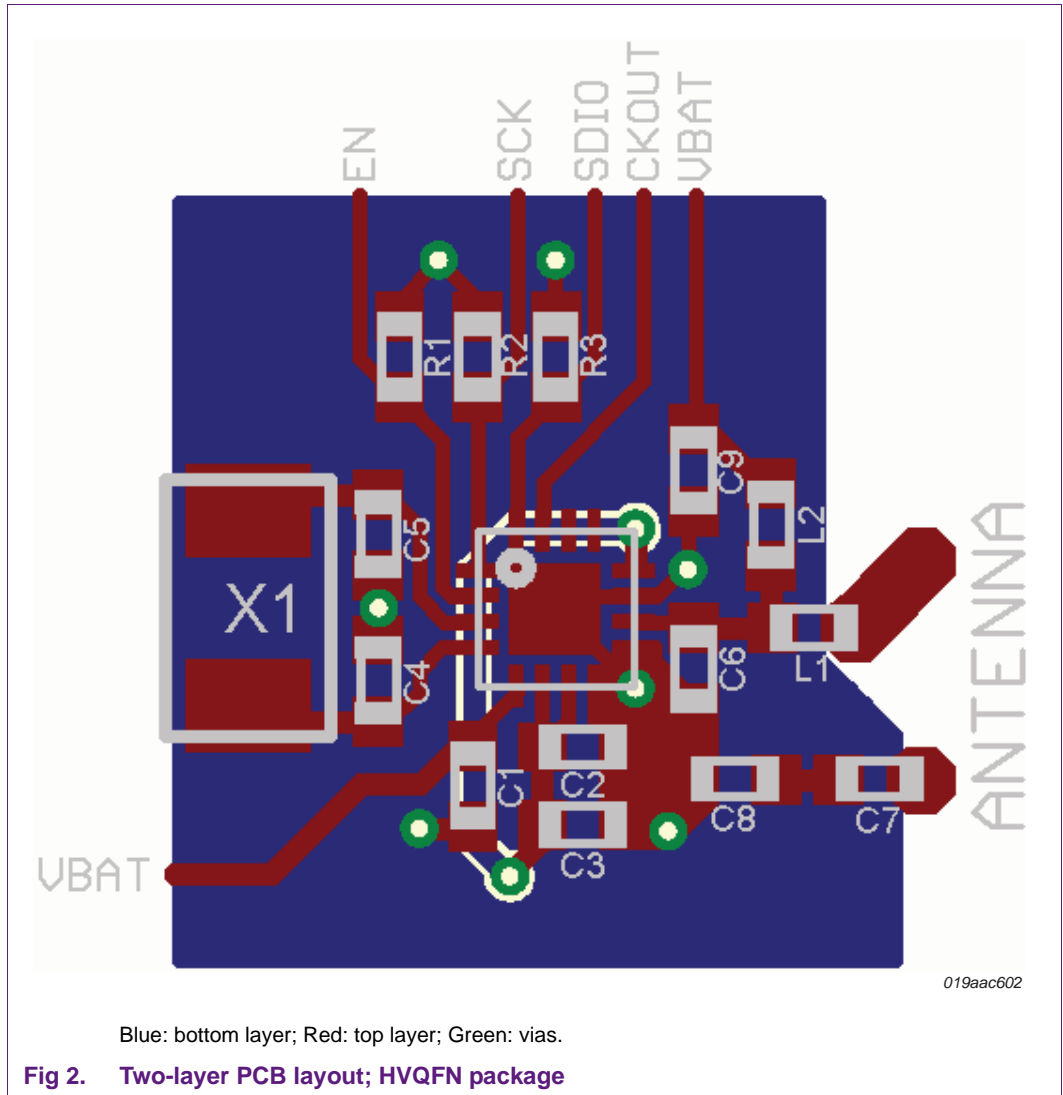 EN
SCK
SDIO
CKOUT
VBAT
R1
R2
R3
C9
L2
C5
X1
C4
C6
L1
ANTENNA
C1
C2
C3
C8
C7
VBAT
019aac602
Blue: bottom layer; Red: top layer; Green: vias.
Fig 2. Two-layer PCB layout; HVQFN package